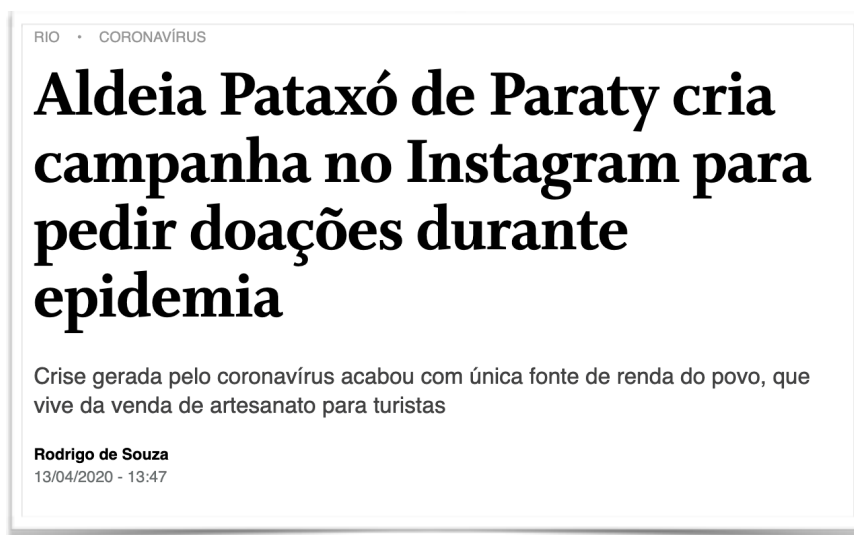 RIO • CORONAVÍRUS
Aldeia Pataxó de Paraty cria
campanha no Instagram para
pedir doações durante
epidemia
Crise gerada pelo coronavírus acabou com única fonte de renda do povo, que
vive da venda de artesanato para turistas
Rodrigo de Souza
13/04/2020 - 13:47